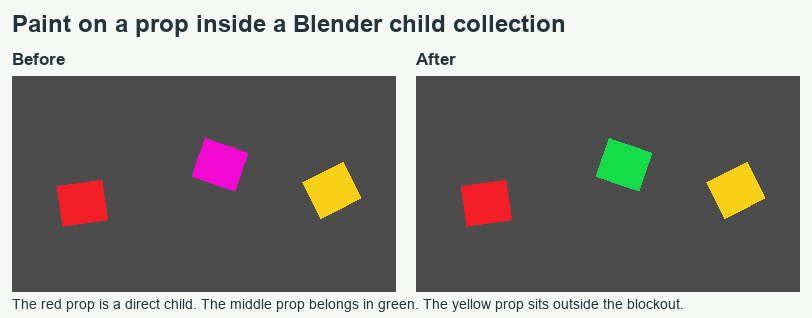 Paint on a prop inside a Blender child collection
Before
After
The red prop is a direct child. The middle prop belongs in green. The yellow prop sits outside the blockout.